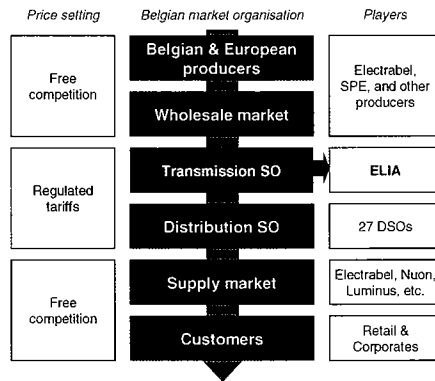 Price setting
Belgian market organisation
Players
Free
competition
Belgian & European
producers
Wholesale market
Electrabel,
SPE, and other
producers
Regulated
tariffs
Transmission SO
ELIA
Distribution SO
27 DSOs
Free
competition
Supply market
Electrabel, Nuon,
Luminus, etc.
Customers
Retail &
Corporates